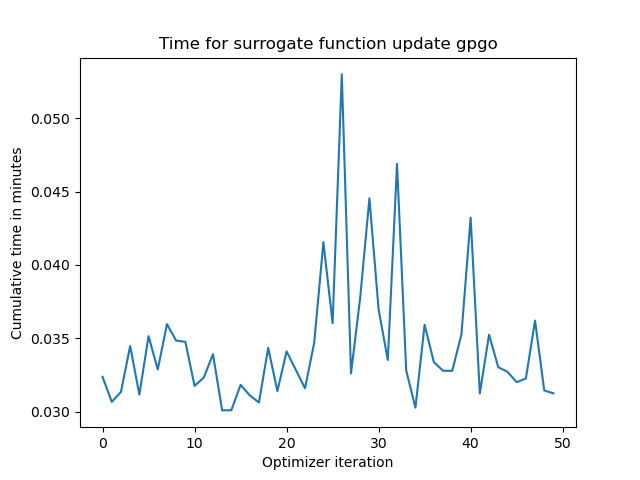 Time for surrogate function update gpgo
Cumulative time in minutes
0.050
0.045
0.040
0.035
0.030
0 10 20 30 40 50
Optimizer iteration